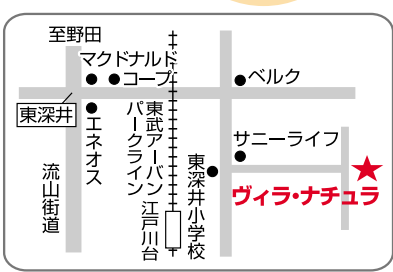 至野田
マクドナルド
コープ
ベルク
東深井
エネオス
東武アーバン
パークライン
江戸川台
流山街道
東深井小学校
サニーライフ
ヴィラ・ナチュラ